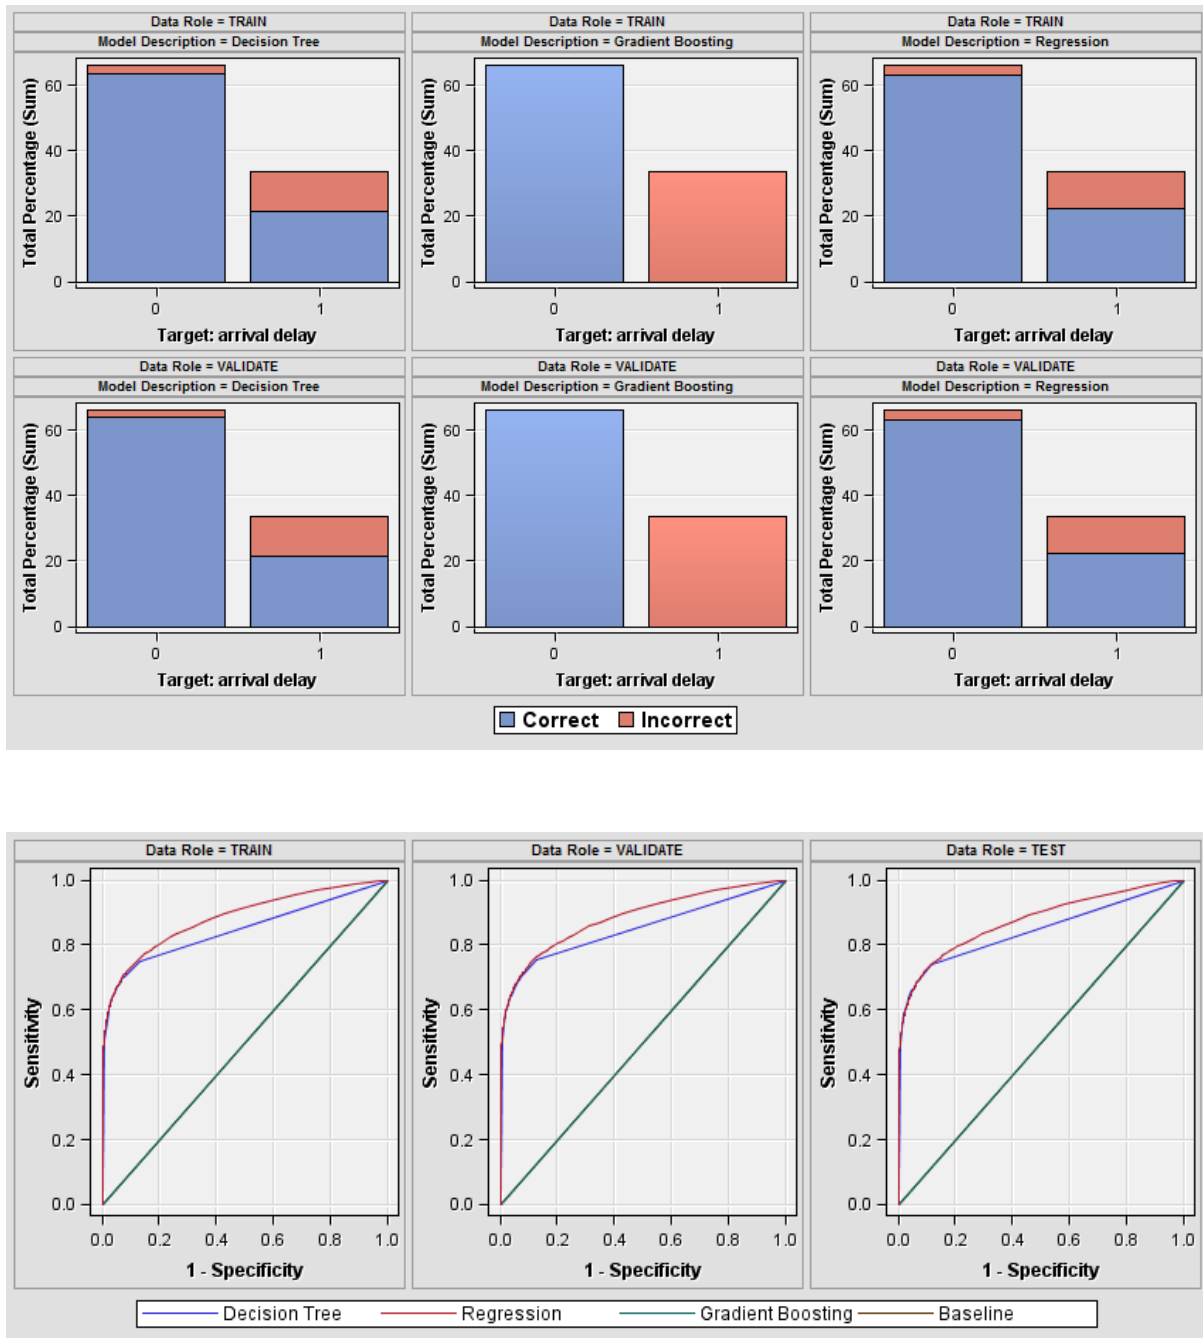 Data Role = TRAIN
Model Description = Decision Tree
Total Percentage (Sum)
60
40
20
0
0 1
Target: arrival delay
Data Role = TRAIN
Model Description = Gradient Boosting
Total Percentage (Sum)
60
40
20
0
0 1
Target: arrival delay
Data Role = TRAIN
Model Description = Regression
Total Percentage (Sum)
60
40
20
0
0 1
Target: arrival delay
Data Role = VALIDATE
Model Description = Decision Tree
Total Percentage (Sum)
60
40
20
0
0 1
Target: arrival delay
Data Role = VALIDATE
Model Description = Gradient Boosting
Total Percentage (Sum)
60
40
20
0
0 1
Target: arrival delay
Data Role = VALIDATE
Model Description = Regression
Total Percentage (Sum)
60
40
20
0
0 1
Target: arrival delay
Correct Incorrect
Data Role = TRAIN
Sensitivity
1.0
0.8
0.6
0.4
0.2
0.0
0.0 0.2 0.4 0.6 0.8 1.0
1 - Specificity
Data Role = VALIDATE
Sensitivity
1.0
0.8
0.6
0.4
0.2
0.0
0.0 0.2 0.4 0.6 0.8 1.0
1 - Specificity
Data Role = TEST
Sensitivity
1.0
0.8
0.6
0.4
0.2
0.0
0.0 0.2 0.4 0.6 0.8 1.0
1 - Specificity
Decision Tree Regression Gradient Boosting Baseline